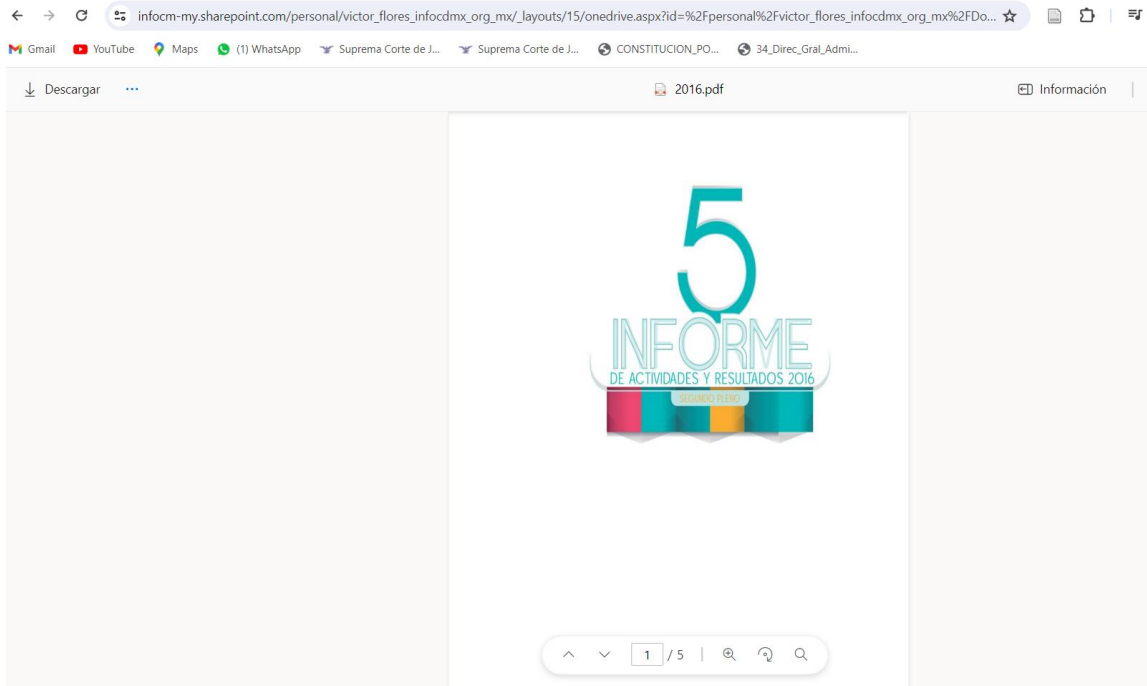 infocm-my.sharepoint.com/personal/victor_flores_infocdmx_org_mx/_layouts/15/onedrive.aspx?id=%2Fpersonal%2Fvictor_flores_infocdmx_org_mx%2FDo...
Gmail YouTube Maps (1) WhatsApp Suprema Corte de J... Suprema Corte de J... CONSTITUCION_PO... 34_Direc_Gral_Admi...
Descargar ... 2016.pdf Información
5
INFORME
DE ACTIVIDADES Y RESULTADOS 2016
SEGUNDO PLENO
1 / 5